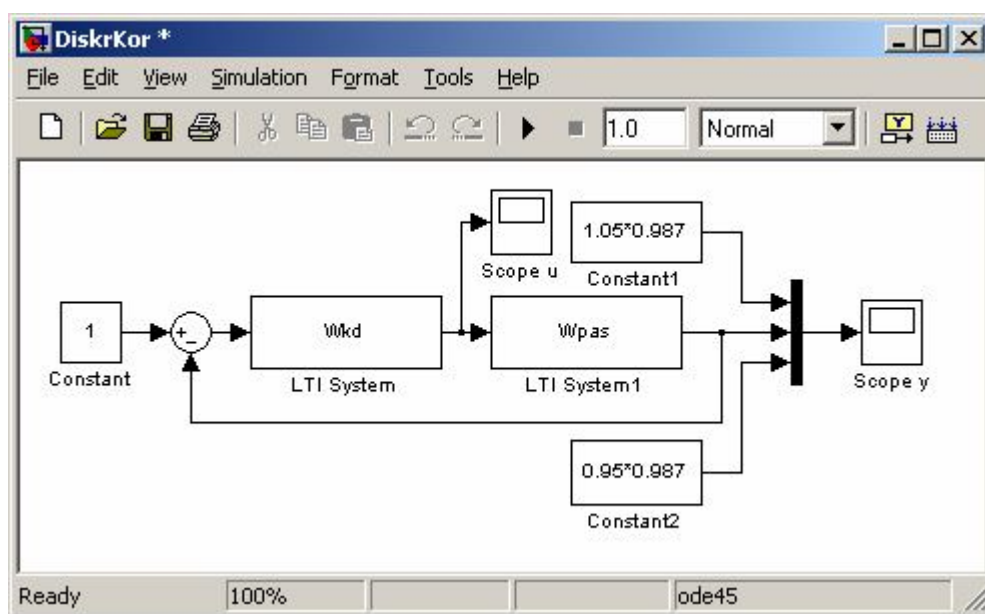 DiskrKor *
File Edit View Simulation Format Tools Help
1.0 Normal
1.05*0.987
Scope u
Constant1
1
+
-
Wkd
Wpas
Constant
LTI System
LTI System1
Scope y
0.95*0.987
Constant2
Ready 100% ode45